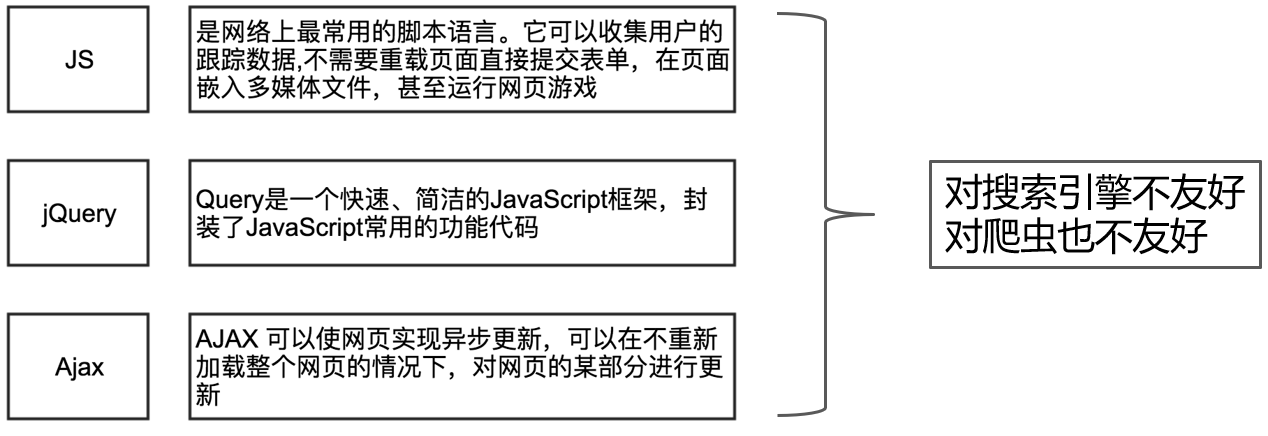 JS
是网络上最常用的脚本语言。它可以收集用户的
跟踪数据,不需要重载页面直接提交表单，在页面
嵌入多媒体文件，甚至运行网页游戏
jQuery
Query是一个快速、简洁的JavaScript框架，封
装了JavaScript常用的功能代码
Ajax
AJAX 可以使网页实现异步更新，可以在不重新
加载整个网页的情况下，对网页的某部分进行更
新
对搜索引擎不友好
对爬虫也不友好